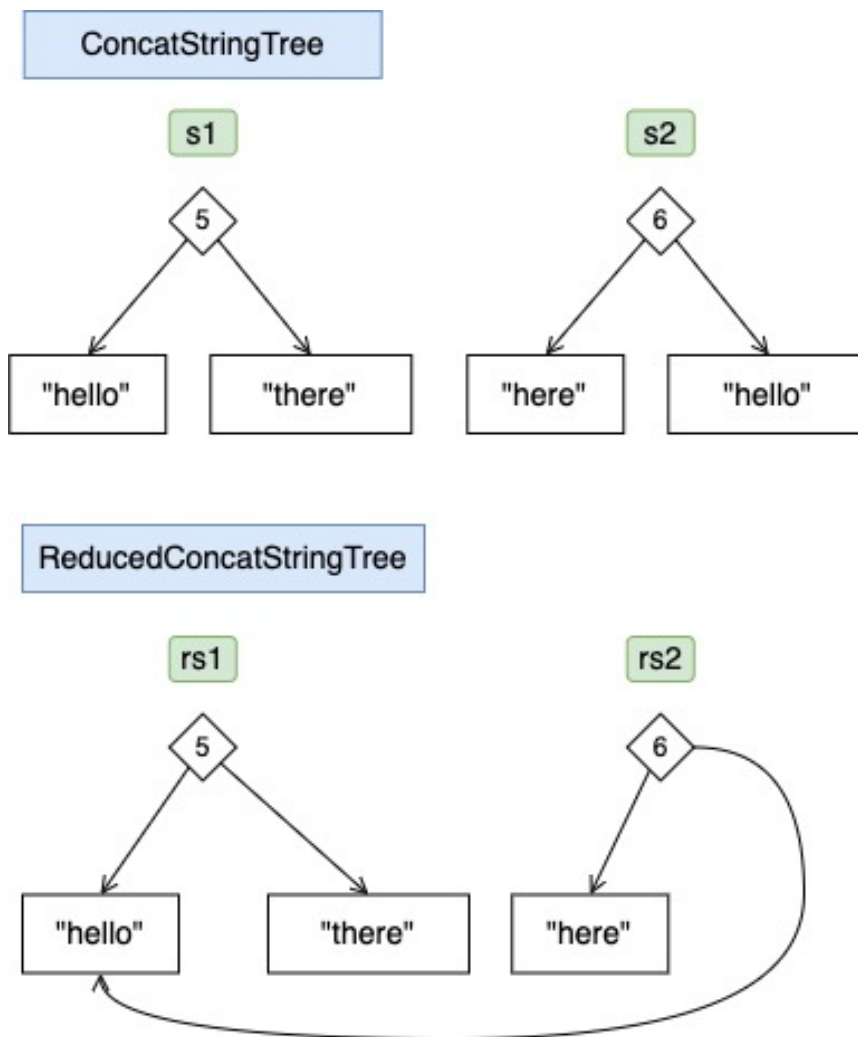 ConcatStringTree
s1 s2
5 6
"hello" "there" "here" "hello"
ReducedConcatStringTree
rs1 rs2
5 6
"hello" "there" "here"